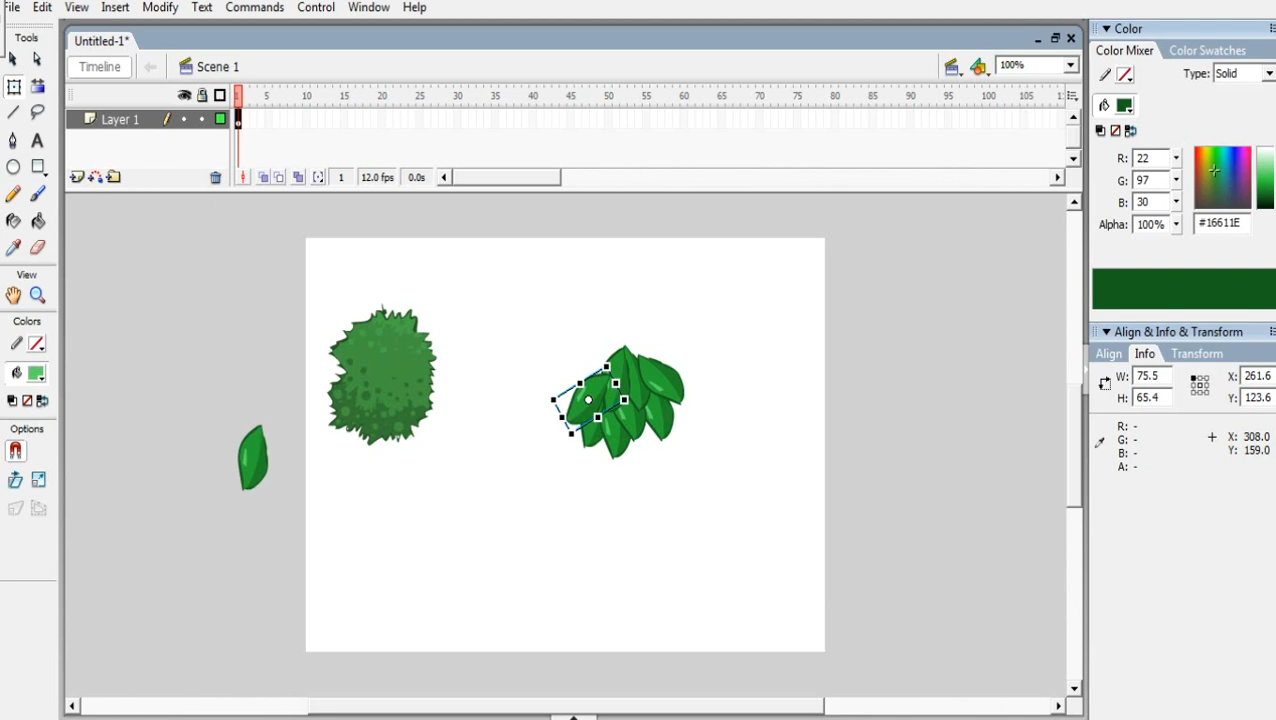 File Edit View Insert Modify Text Commands Control Window Help
Tools
View
Colors
Options
Untitled-1*
Timeline
Scene 1
100%
5 10 15 20 25 30 35 40 45 50 55 60 65 70 75 80 85 90 95 100 105
Layer 1
1 12.0 fps 0.0s
Color
Color Mixer Color Swatches
Type: Solid
R: 22
G: 97
B: 30
Alpha: 100% #16611E
Align & Info & Transform
Align Info Transform
W: 75.5 X: 261.6
H: 65.4 Y: 123.6
R: -
G: -
B: -
A: -
X: 308.0
Y: 159.0